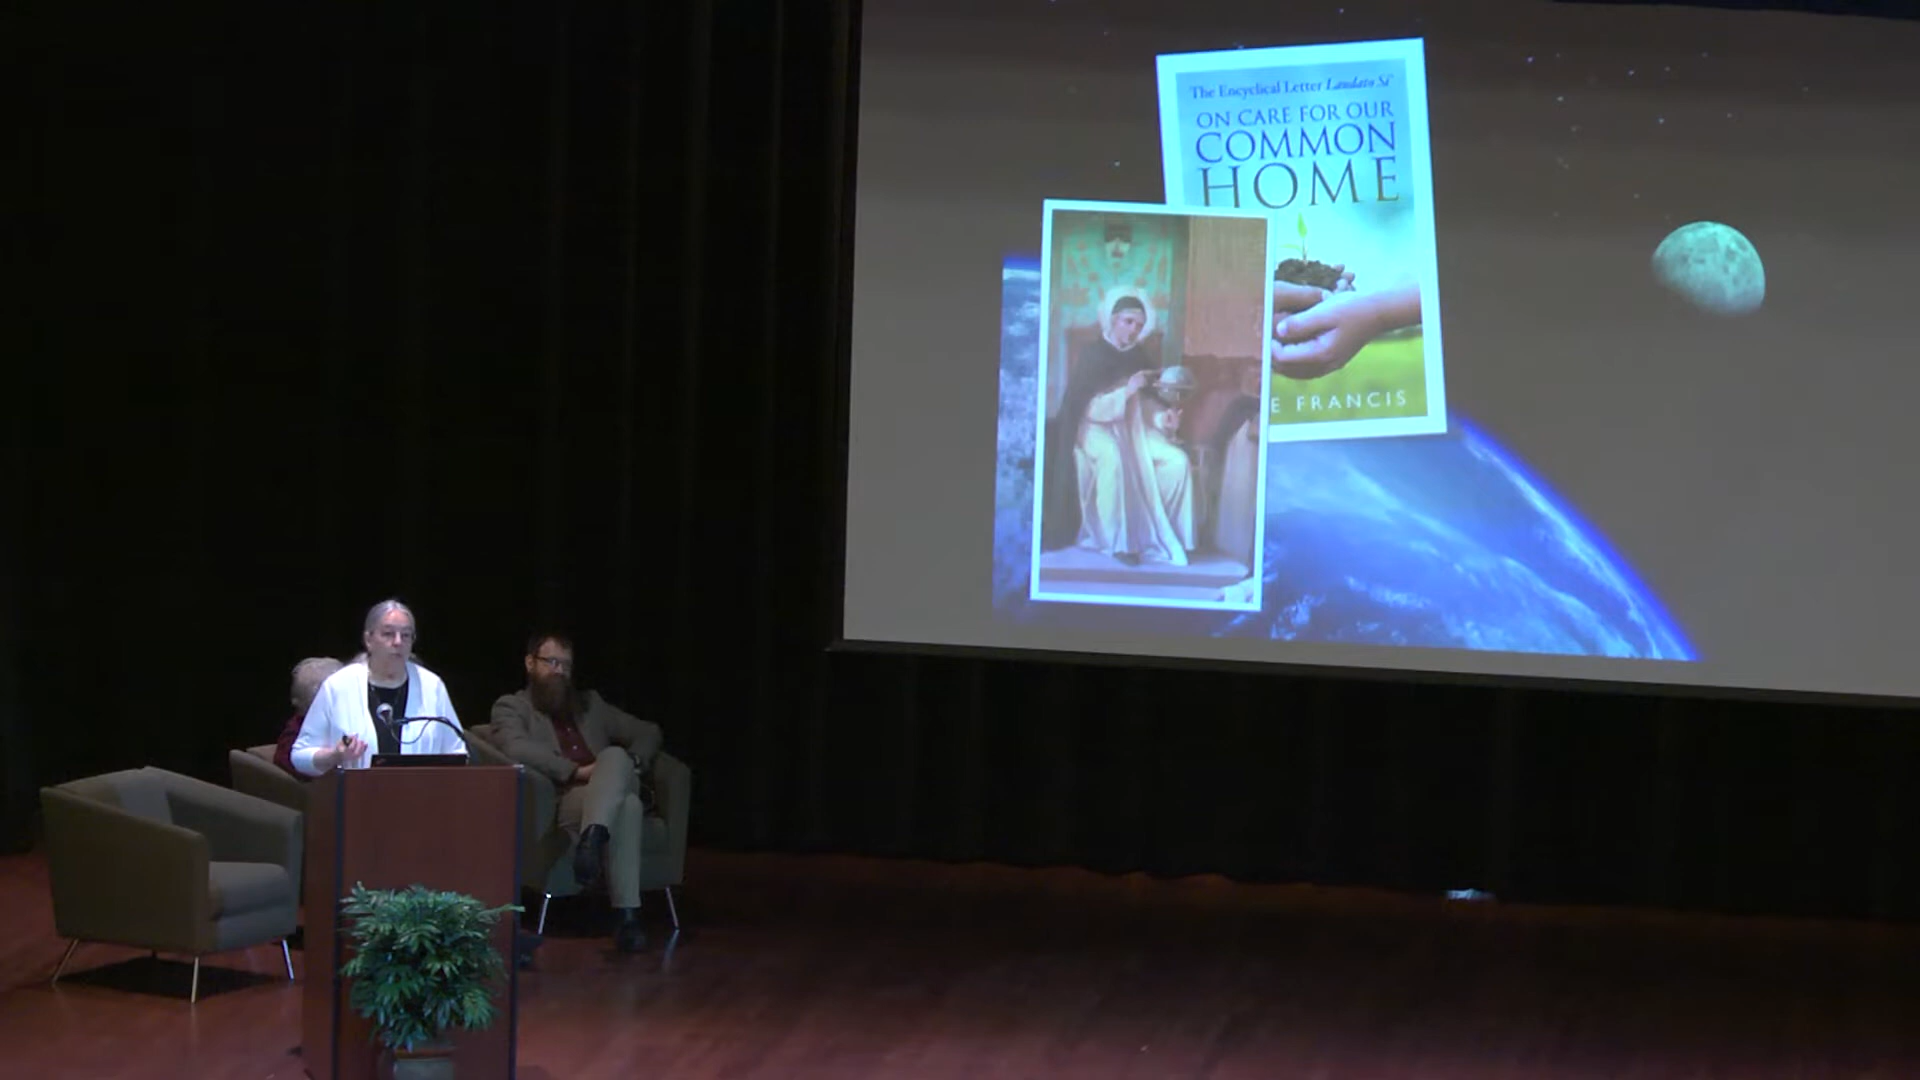 The Encyclical Letter Laudato Si'
ON CARE FOR OUR
COMMON
HOME
E FRANCIS